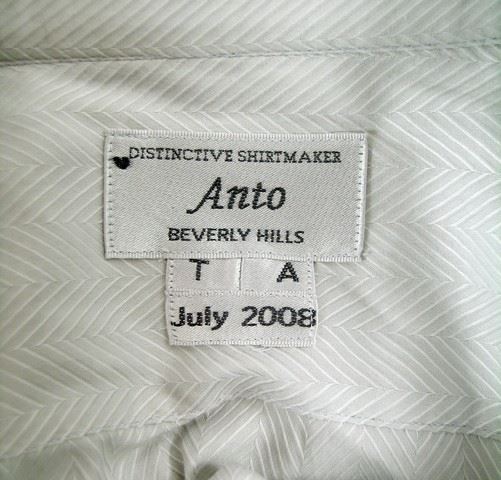 DISTINCTIVE SHIRTMAKER
Anto
BEVERLY HILLS
T A
July 2008